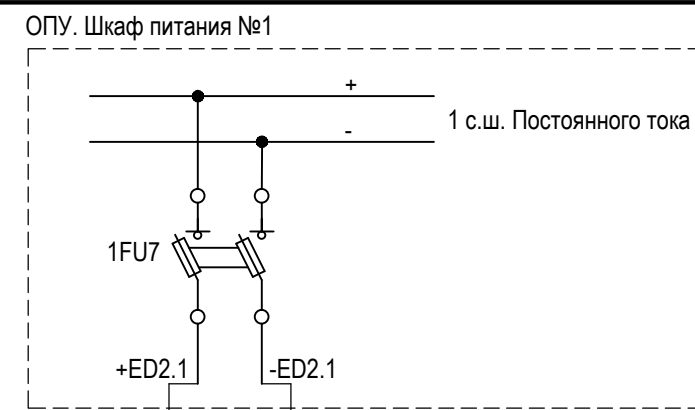 ОПУ. Шкаф питания №1
+
1 с.ш. Постоянного тока
-
1FU7
+ED2.1 -ED2.1